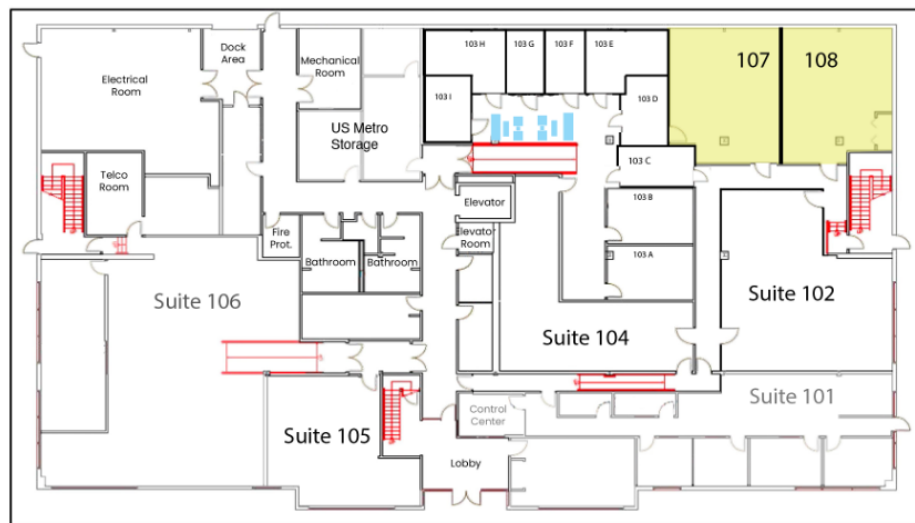 103 H
103 G
103 F
103 E
107
108
Dock
Area
Mechanical
Room
Electrical
Room
103 I
103 D
US Metro
Storage
103 C
Telco
Room
Elevator
103 B
Fire
Prot.
Elevator
Room
Bathroom
Bathroom
103 A
Suite 106
Suite 102
Suite 104
Suite 101
Control
Center
Suite 105
Lobby